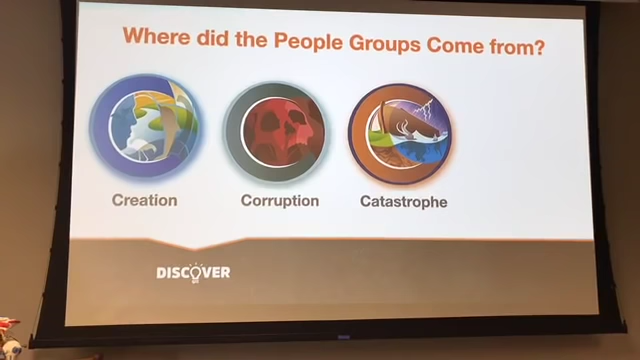 Where did the People Groups Come from?
Creation
Corruption
Catastrophe
DISCOVER